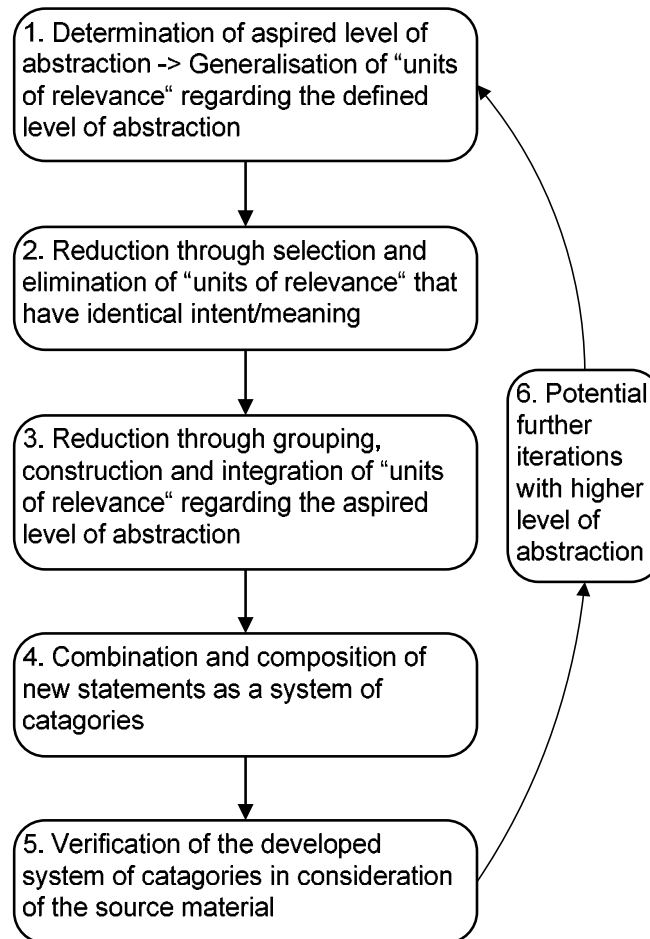 1. Determination of aspired level of
abstraction -> Generalisation of “units
of relevance“ regarding the defined
level of abstraction
2. Reduction through selection and
elimination of “units of relevance“ that
have identical intent/meaning
3. Reduction through grouping,
construction and integration of “units
of relevance“ regarding the aspired
level of abstraction
4. Combination and composition of
new statements as a system of
catagories
5. Verification of the developed
system of catagories in consideration
of the source material
6. Potential
further
iterations
with higher
level of
abstraction